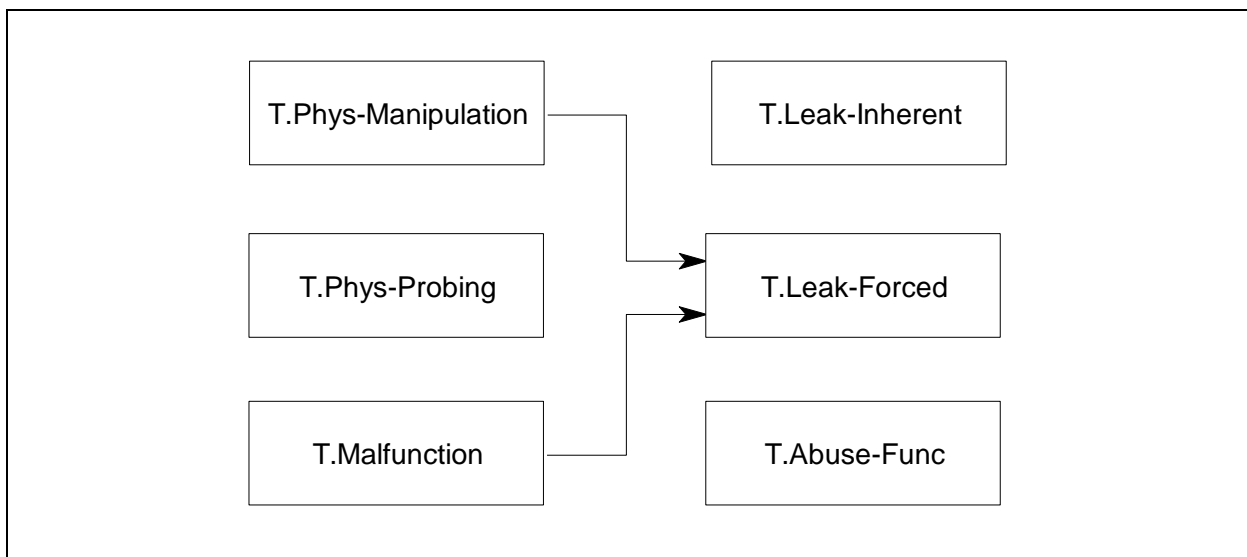 T.Phys-Manipulation
T.Leak-Inherent
T.Phys-Probing
T.Leak-Forced
T.Malfunction
T.Abuse-Func